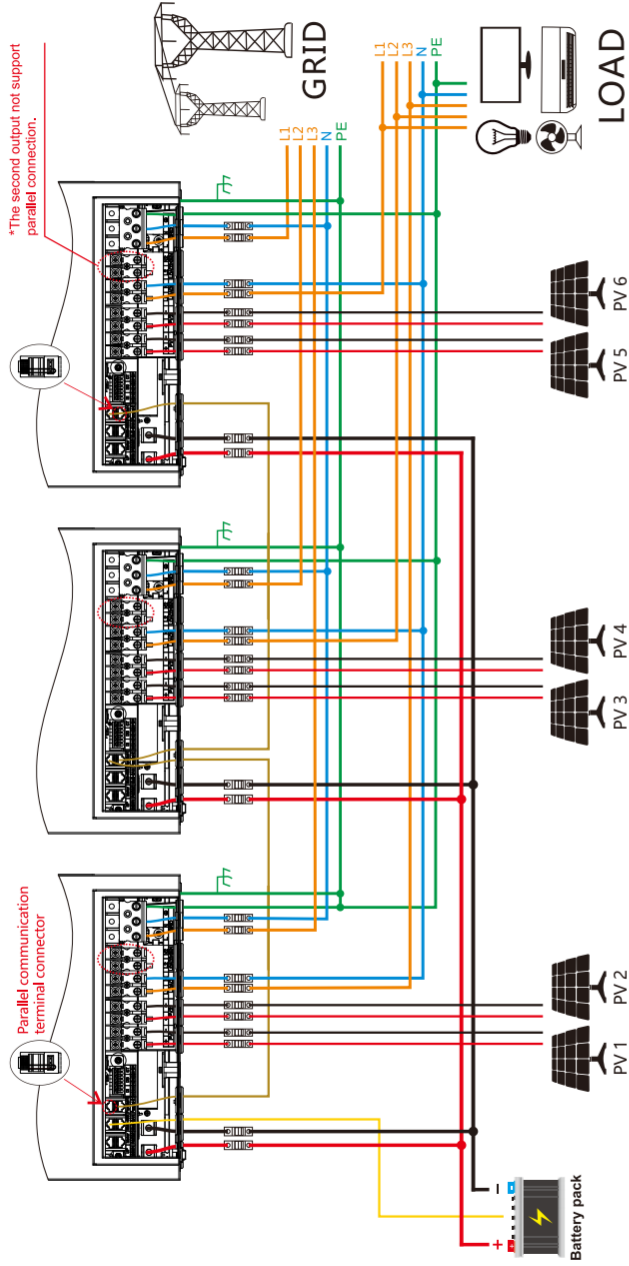 *The second output not support
parallel connection.
Parallel communication
terminal connector
GRID
L1
L2
L3
N
PE
L1
L2
L3
N
PE
LOAD
PV 1
PV 2
PV 3
PV 4
PV 5
PV 6
+
−
Battery pack